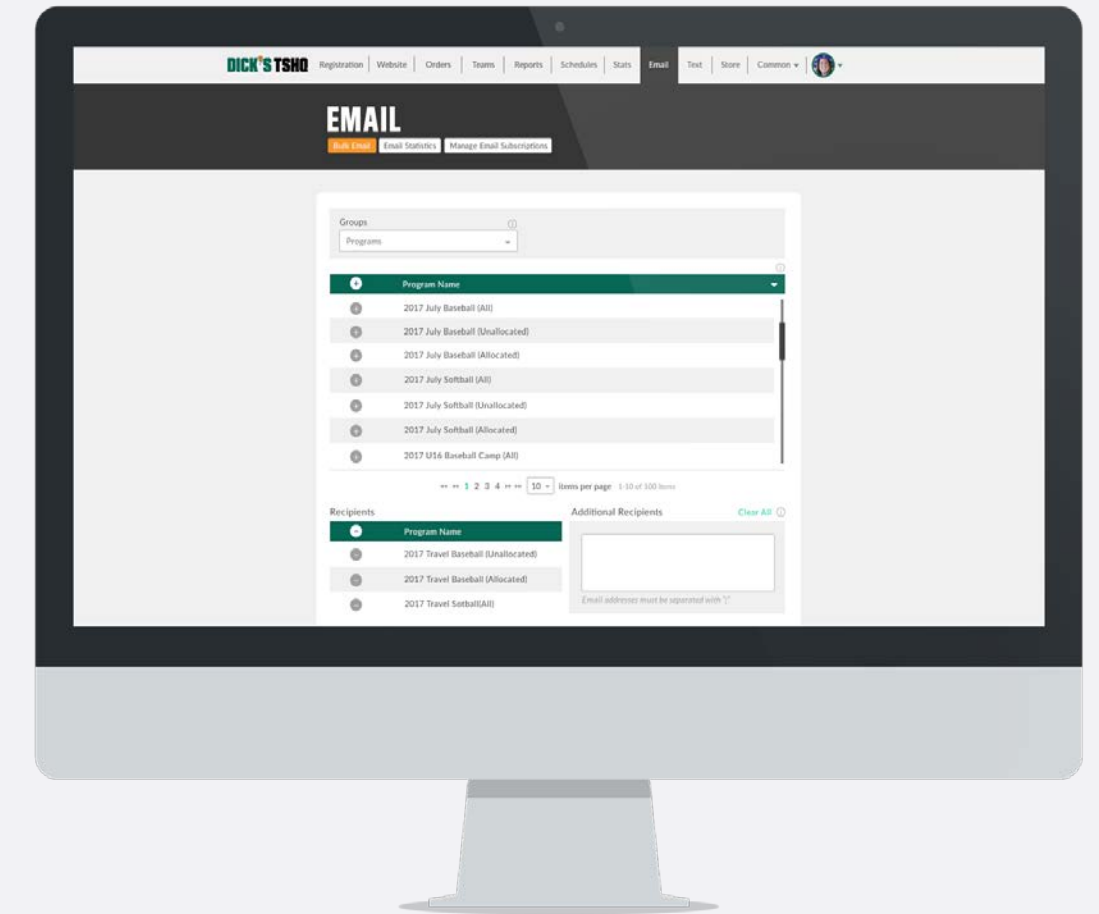 DICK'S TSHQ Registration Website Orders Teams Reports Schedules Stats Email Text Store Common
EMAIL
Bulk Email Email Statistics Manage Email Subscriptions
Groups
Programs
Program Name
2017 July Baseball (All)
2017 July Baseball (Unallocated)
2017 July Baseball (Allocated)
2017 July Softball (All)
2017 July Softball (Unallocated)
2017 July Softball (Allocated)
2017 U16 Baseball Camp (All)
1 2 3 4 10 items per page 1-10 of 100 items
Recipients Additional Recipients Clear All
Program Name
2017 Travel Baseball (Unallocated)
2017 Travel Baseball (Allocated)
2017 Travel Sotball(All)
Email addresses must be separated with ";"